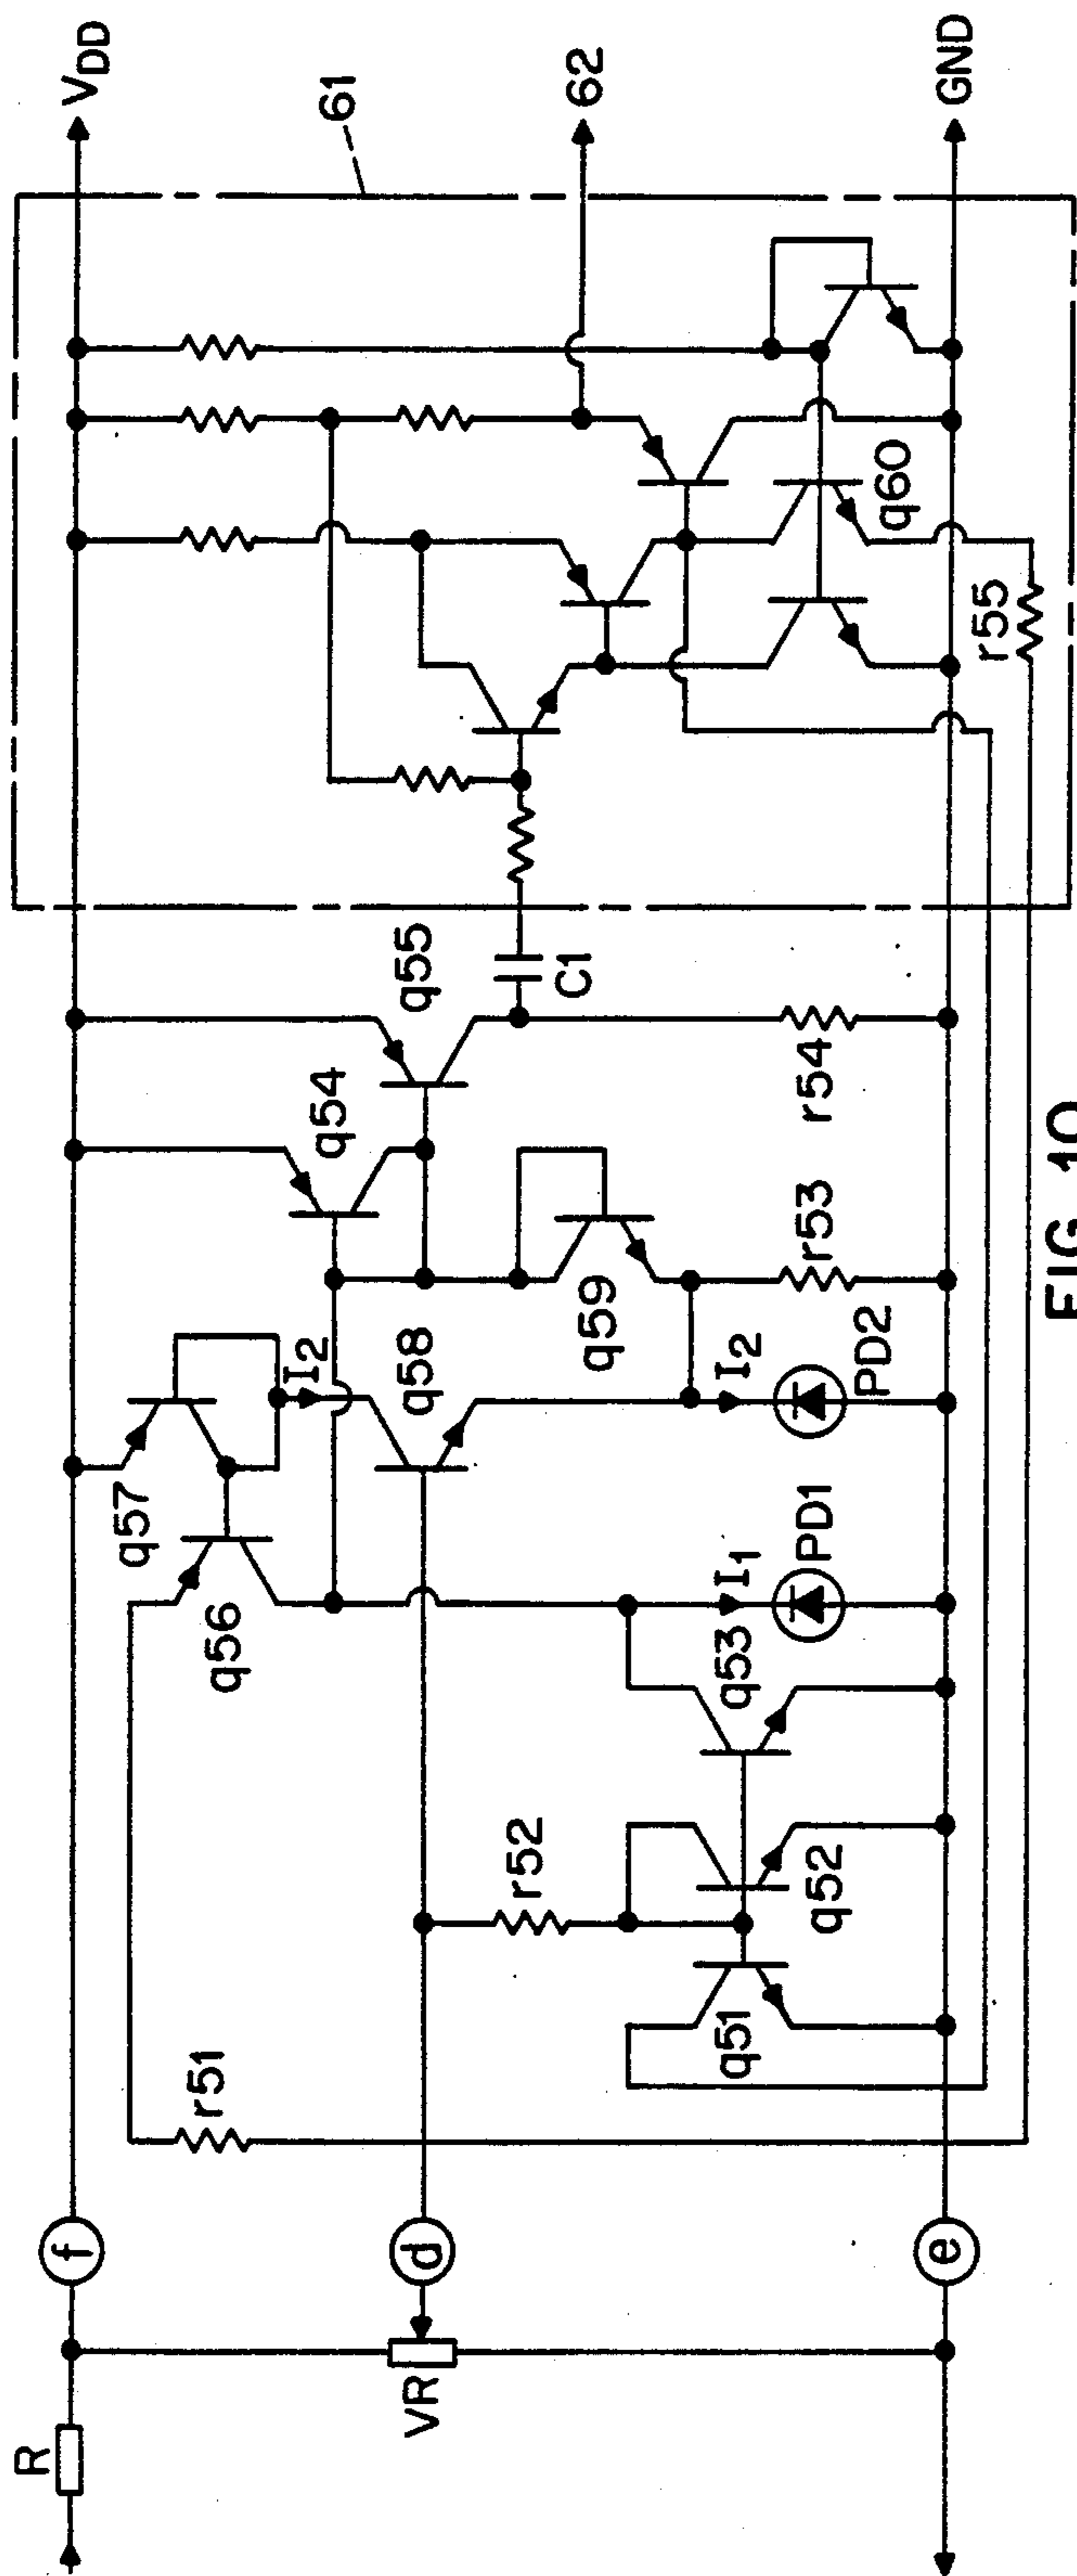 R
VR
f
d
e
r51
r52
q51
q52
q53
q56
q57
I2
q58
I1
PD1
I2
PD2
q59
r53
q54
q55
r54
C1
61
q60
r55
VDD
62
GND
FIG. 10